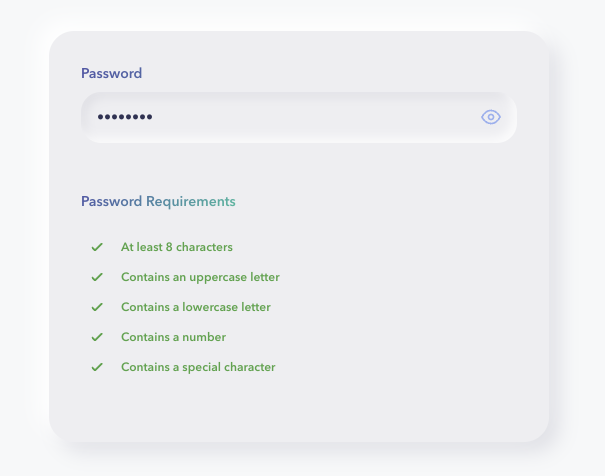 Password
••••••••
Password Requirements
At least 8 characters
Contains an uppercase letter
Contains a lowercase letter
Contains a number
Contains a special character